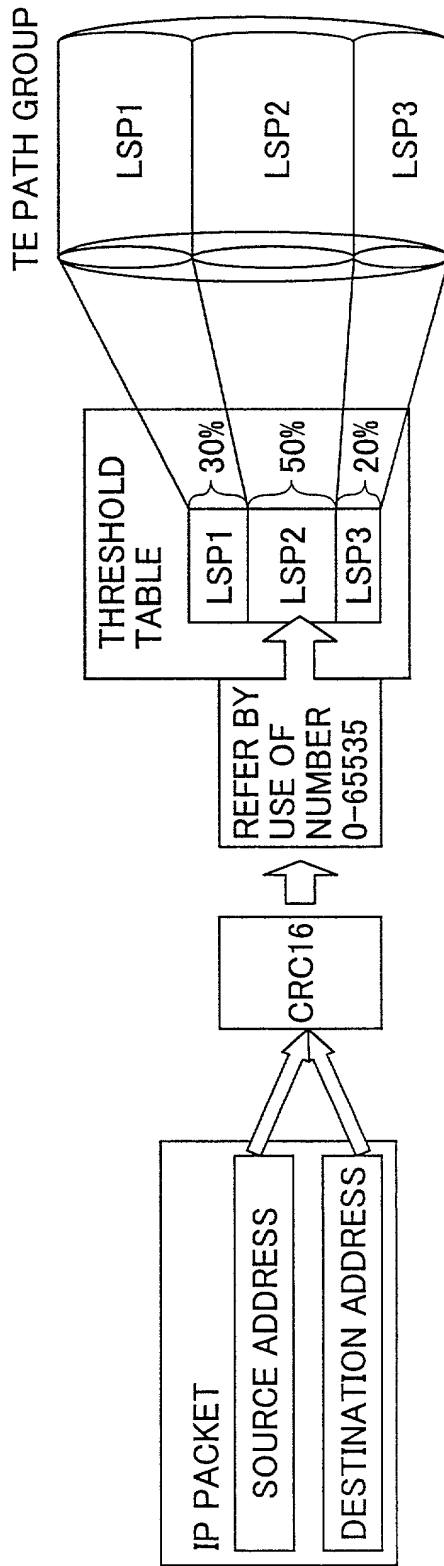 IP PACKET
SOURCE ADDRESS
DESTINATION ADDRESS
CRC16
REFER BY
USE OF
NUMBER
0-65535
THRESHOLD
TABLE
LSP1
30%
LSP2
50%
LSP3
20%
TE PATH GROUP
LSP1
LSP2
LSP3